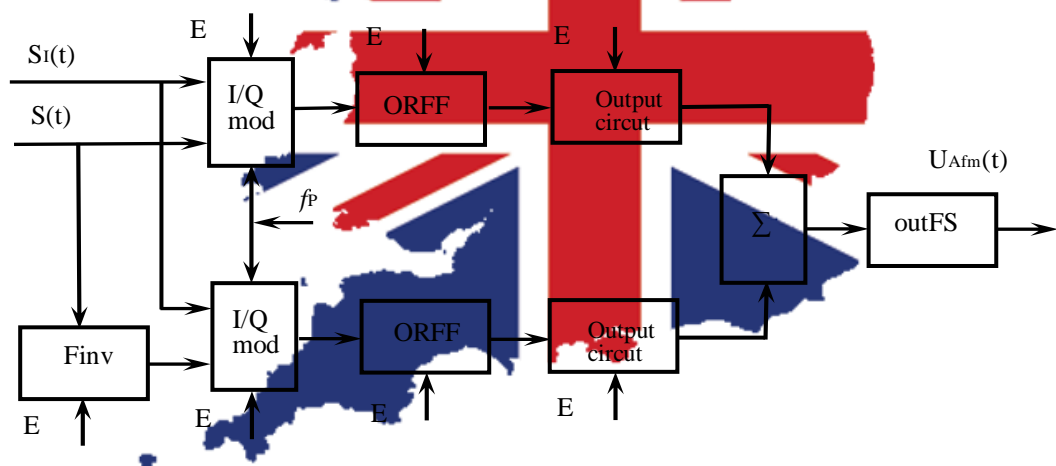 E
E
E
SI(t)
I/Q
mod
ORFF
Output
circut
S(t)
UAfm(t)
fP
Σ
outFS
I/Q
mod
ORFF
Output
circut
Finv
E
E
E
E